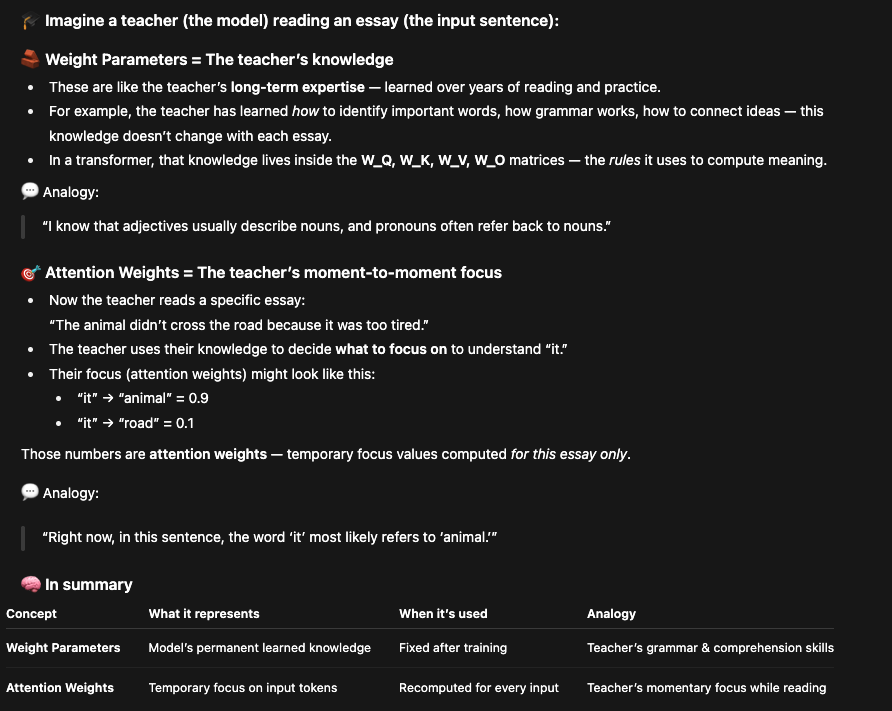 🎓 Imagine a teacher (the model) reading an essay (the input sentence):
🧱 Weight Parameters = The teacher’s knowledge
• These are like the teacher’s long-term expertise — learned over years of reading and practice.
• For example, the teacher has learned how to identify important words, how grammar works, how to connect ideas — this
knowledge doesn’t change with each essay.
• In a transformer, that knowledge lives inside the W_Q, W_K, W_V, W_O matrices — the rules it uses to compute meaning.
💬 Analogy:
“I know that adjectives usually describe nouns, and pronouns often refer back to nouns.”
🎯 Attention Weights = The teacher’s moment-to-moment focus
• Now the teacher reads a specific essay:
“The animal didn’t cross the road because it was too tired.”
• The teacher uses their knowledge to decide what to focus on to understand “it.”
• Their focus (attention weights) might look like this:
• “it” → “animal” = 0.9
• “it” → “road” = 0.1
Those numbers are attention weights — temporary focus values computed for this essay only.
💬 Analogy:
“Right now, in this sentence, the word ‘it’ most likely refers to ‘animal.’”
🧠 In summary
Concept What it represents When it’s used Analogy
Weight Parameters Model’s permanent learned knowledge Fixed after training Teacher’s grammar & comprehension skills
Attention Weights Temporary focus on input tokens Recomputed for every input Teacher’s momentary focus while reading